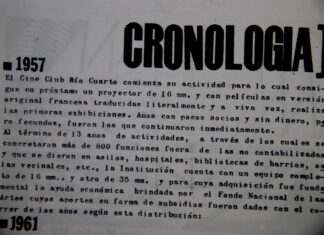 CRONOLOGIA
1957
El Cine Club Río Cuarto comienza su actividad para lo cual consi-
gue en préstamo un proyector de 16 mm. y con películas en versión
original francesa traducidas literalmente y a viva voz, realiza
las primeras exhibiciones. Años con pocos socios y sin dinero, p
ro fecundos, fueron los que continuaron inmediatamente.
Al término de 13 años de actividades, a través de los cuales se
concretaron más de 800 funciones fuera de las no contabilizadas
y que se dieron en asilos, hospitales, bibliotecas de barrios, s
las vecinales, etc., la Institución cuenta con un equipo comple
to de 16 mm.. y otro de 35 mm. y para cuya adquisición fue fund
mental la ayuda económica brindada por el Fondo Nacional de las
Artes cuyos aportes en forma de subsidios fueron dados con el co
rrer de los años según esta distribución:
1961